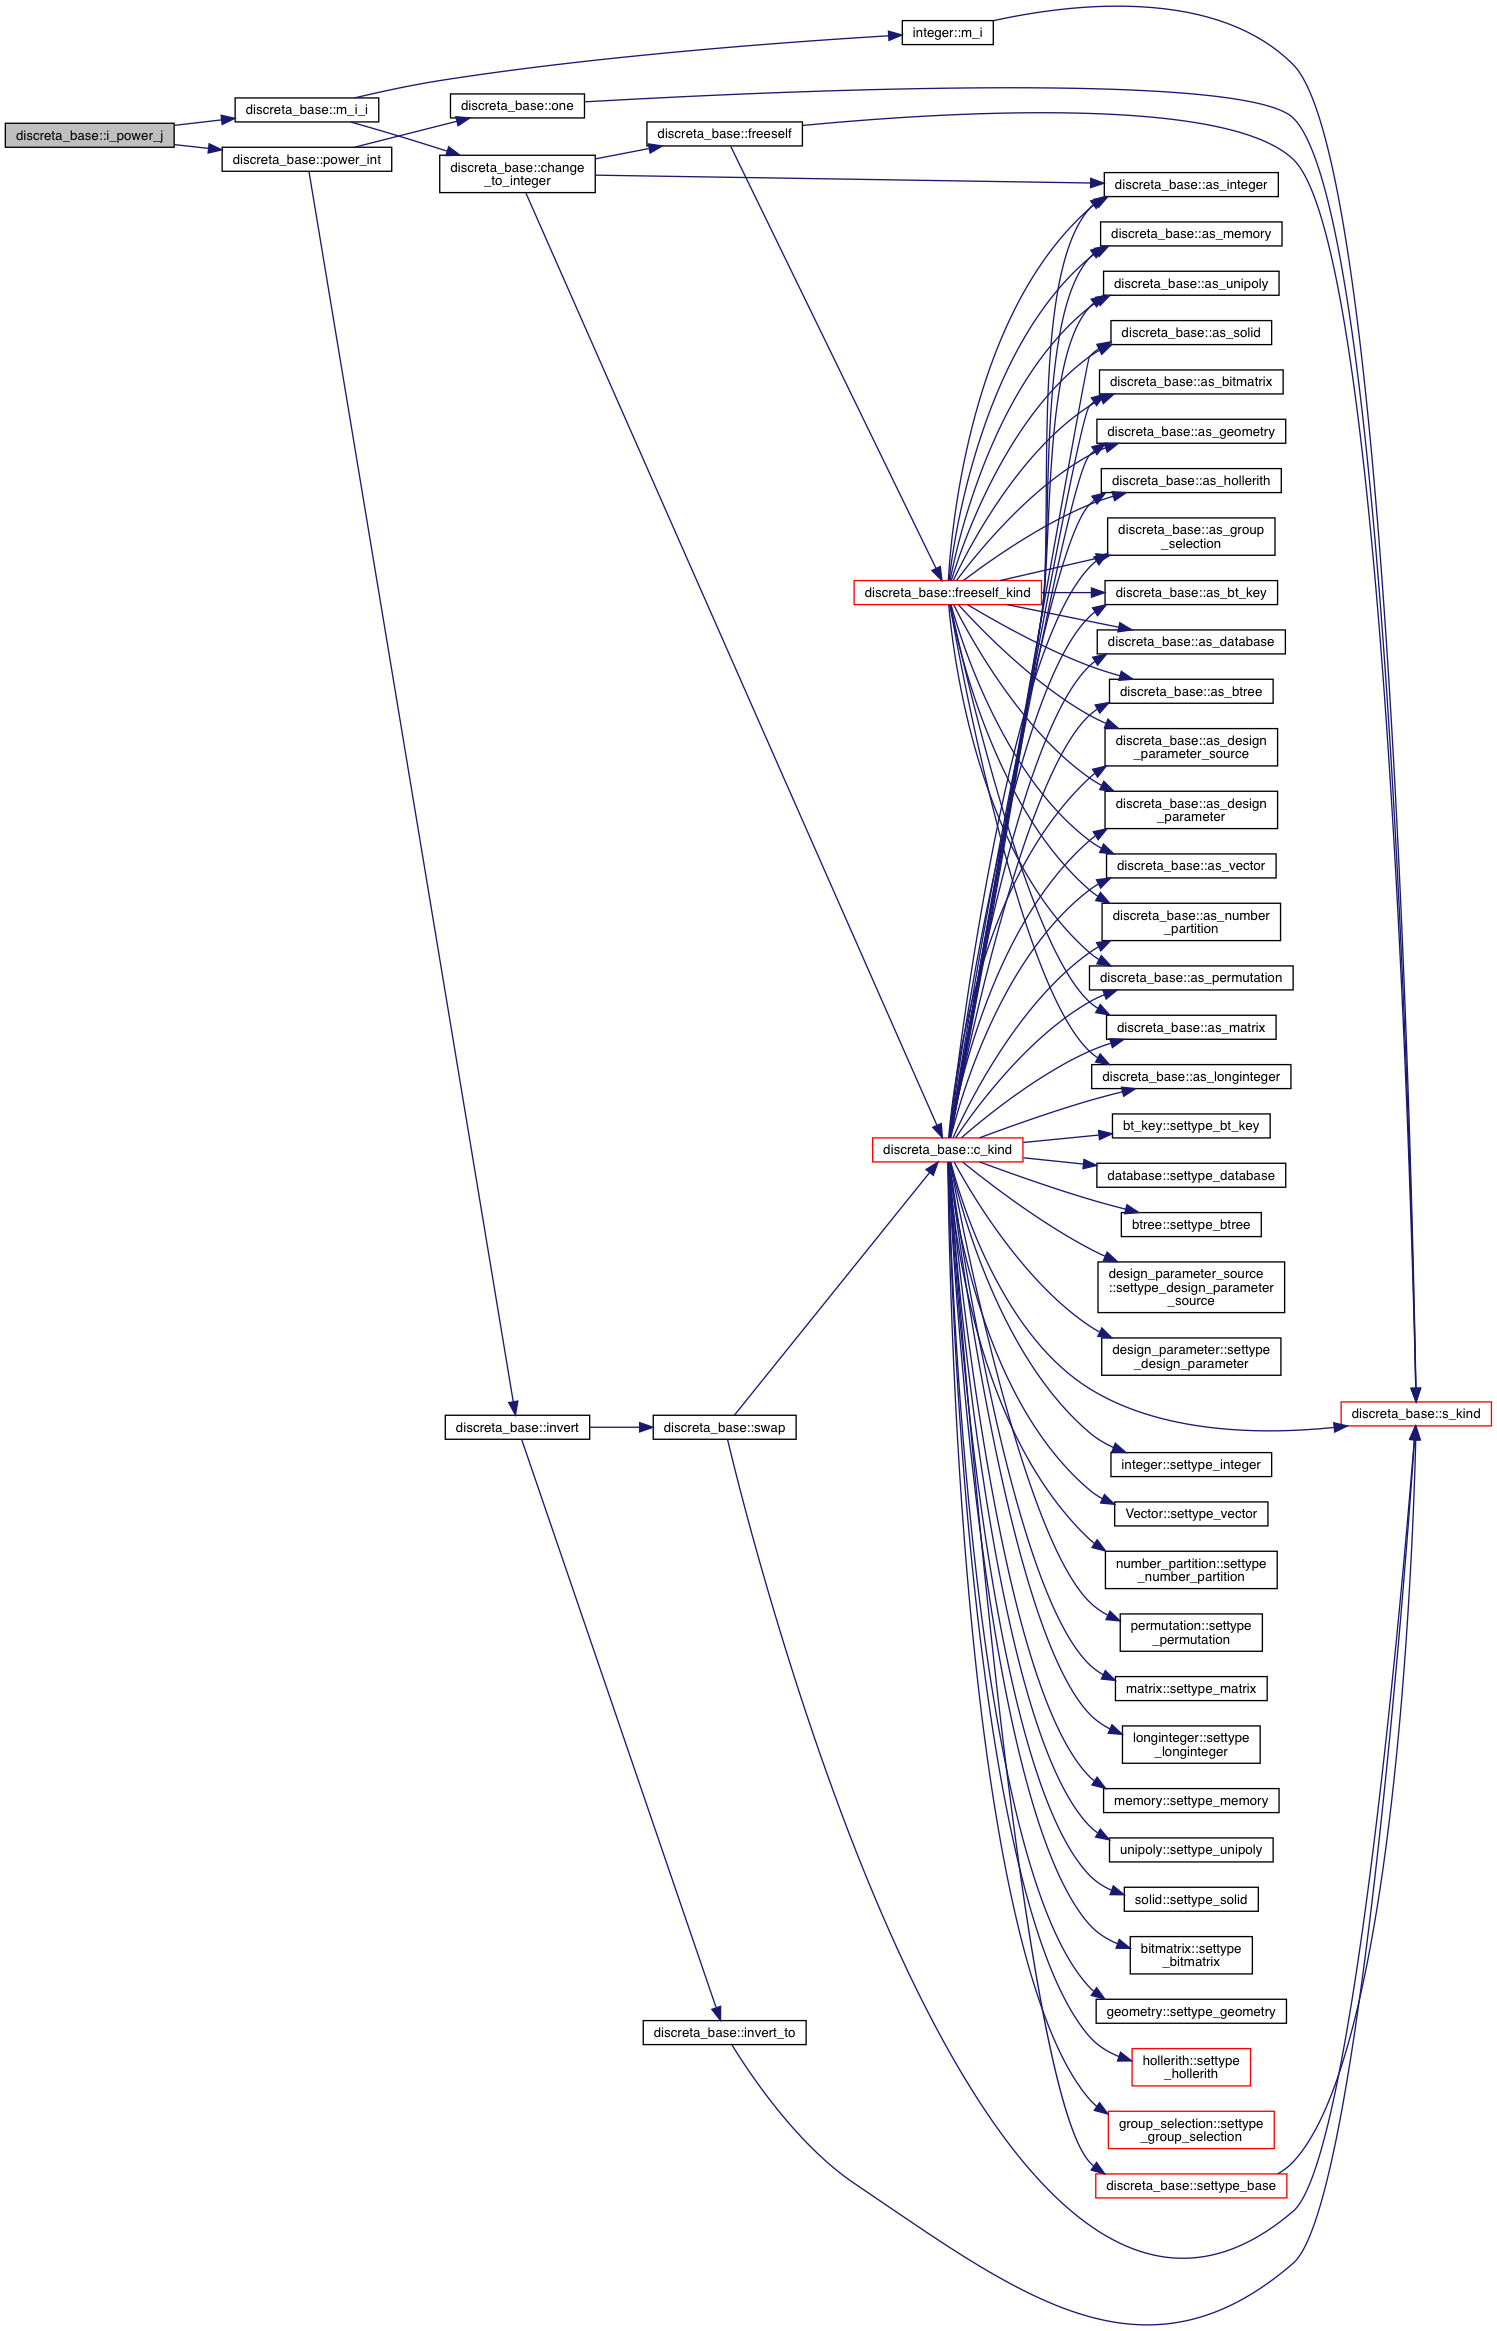 discreta_base::i_power_j
discreta_base::m_i_i
discreta_base::power_int
discreta_base::one
discreta_base::change
_to_integer
discreta_base::invert
discreta_base::freeself
discreta_base::swap
discreta_base::invert_to
integer::m_i
discreta_base::freeself_kind
discreta_base::c_kind
discreta_base::as_integer
discreta_base::as_memory
discreta_base::as_unipoly
discreta_base::as_solid
discreta_base::as_bitmatrix
discreta_base::as_geometry
discreta_base::as_hollerith
discreta_base::as_group
_selection
discreta_base::as_bt_key
discreta_base::as_database
discreta_base::as_btree
discreta_base::as_design
_parameter_source
discreta_base::as_design
_parameter
discreta_base::as_vector
discreta_base::as_number
_partition
discreta_base::as_permutation
discreta_base::as_matrix
discreta_base::as_longinteger
bt_key::settype_bt_key
database::settype_database
btree::settype_btree
design_parameter_source
::settype_design_parameter
_source
design_parameter::settype
_design_parameter
integer::settype_integer
Vector::settype_vector
number_partition::settype
_number_partition
permutation::settype
_permutation
matrix::settype_matrix
longinteger::settype
_longinteger
memory::settype_memory
unipoly::settype_unipoly
solid::settype_solid
bitmatrix::settype
_bitmatrix
geometry::settype_geometry
hollerith::settype
_hollerith
group_selection::settype
_group_selection
discreta_base::settype_base
discreta_base::s_kind